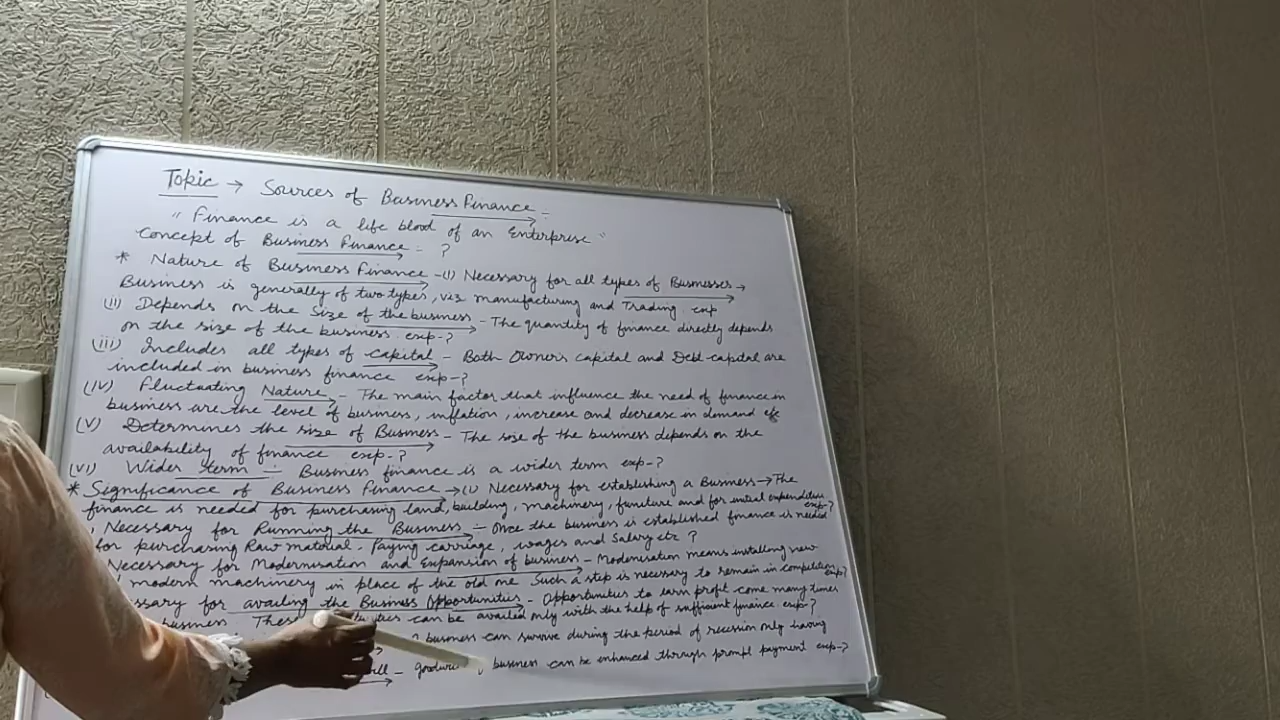 Topic → Sources of Business Finance =
" Finance is a life blood of an Enterprise "
Concept of Business Finance = ?
* Nature of Business Finance - (i) Necessary for all types of Businesses →
Business is generally of two types, viz manufacturing and Trading exp
(ii) Depends on the Size of the business - The quantity of finance directly depends
on the size of the business exp-?
(iii) Includes all types of capital - Both Owner's capital and Debt-capital are
included in business finance exp-?
(iv) Fluctuating Nature - The main factor that influence the need of finance in
business are the level of business, inflation, increase and decrease in demand etc
(v) Determines the size of Business - The size of the business depends on the
availability of finance exp-?
(vi) Wider term :- Business finance is a wider term exp-?
* Significance of Business Finance → (i) Necessary for establishing a Business → The
finance is needed for purchasing land, building, machinery, funiture and for initial expenditure exp-?
Necessary for Running the Business :- Once the business is established finance is needed
for purchasing Raw material, Paying carriage, wages and Salary etc ?
Necessary for Modernisation and Expansion of business - Modernisation means installing new
modern machinery in place of the old one Such a step is necessary to remain in competition exp?
ssary for availing the Business Opportunities - Opportunities to earn profit come many times
business. These ties can be availed only with the help of sufficient finance exp-?
? business can survive during the period of recession only having
ill - goodwi business can be enhanced through prompt payment exp-?